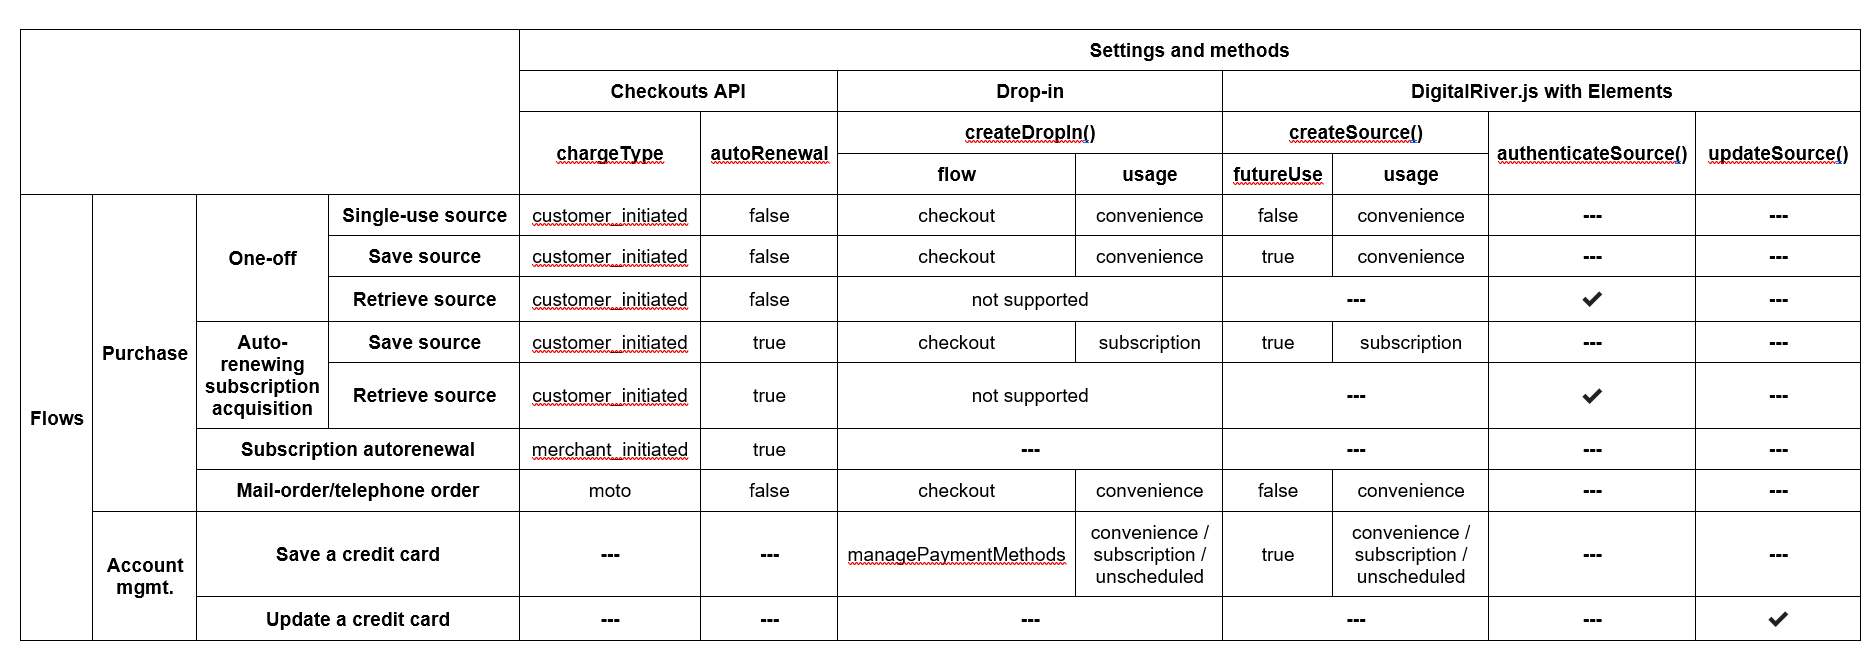 Settings and methods
Checkouts API Drop-in DigitalRiver.js with Elements
chargeType autoRenewal createDropIn() createSource() authenticateSource() updateSource()
flow usage futureUse usage
Flows Purchase One-off Single-use source customer_initiated false checkout convenience false convenience --- ---
Save source customer_initiated false checkout convenience true convenience --- ---
Retrieve source customer_initiated false not supported --- ✔ ---
Auto-
renewing
subscription
acquisition
Save source customer_initiated true checkout subscription true subscription --- ---
Retrieve source customer_initiated true not supported --- ✔ ---
Subscription autorenewal merchant_initiated true --- --- --- ---
Mail-order/telephone order moto false checkout convenience false convenience --- ---
Account
mgmt.
Save a credit card --- --- managePaymentMethods
convenience /
subscription /
unscheduled
true
convenience /
subscription /
unscheduled
--- ---
Update a credit card --- --- --- --- --- ✔